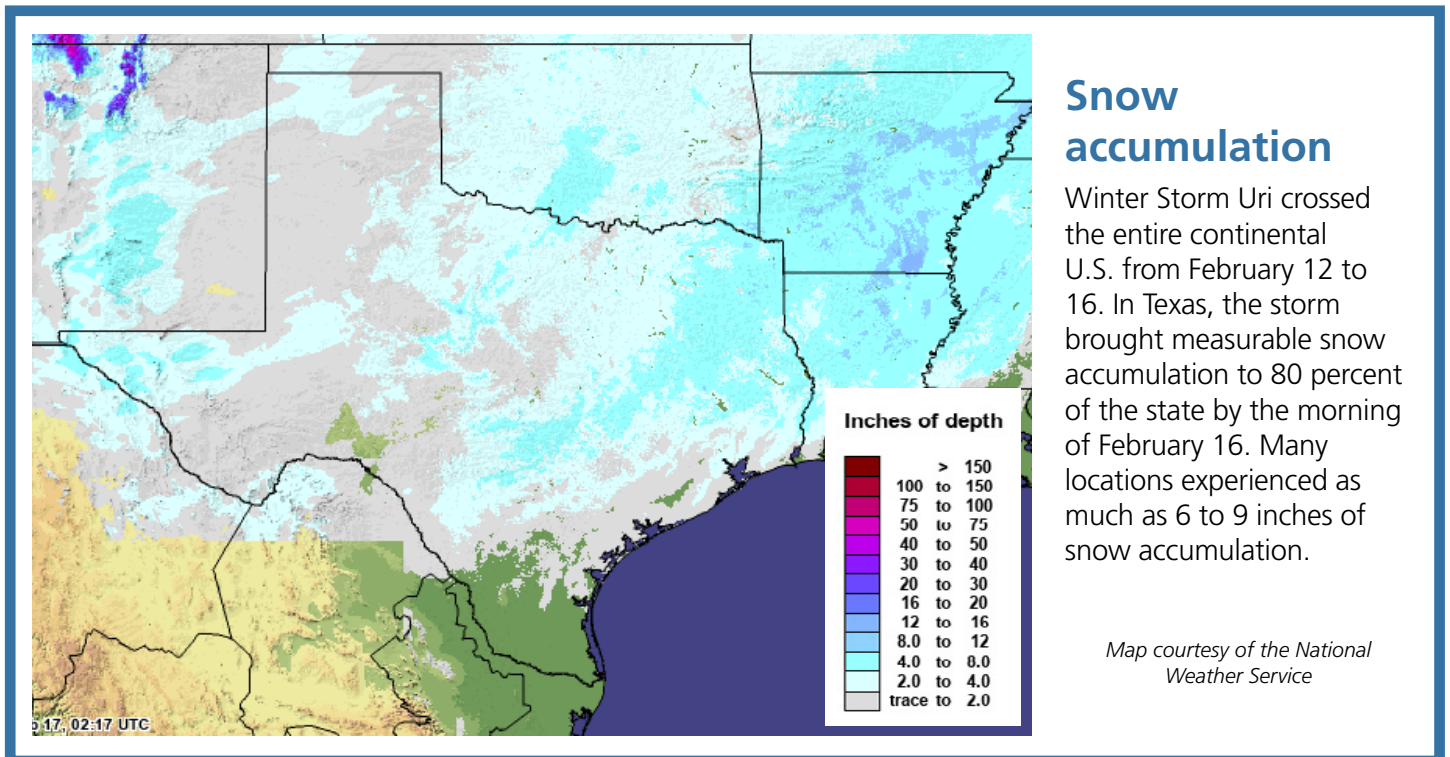 Snow
accumulation
Winter Storm Uri crossed
the entire continental
U.S. from February 12 to
16. In Texas, the storm
brought measurable snow
accumulation to 80 percent
of the state by the morning
of February 16. Many
locations experienced as
much as 6 to 9 inches of
snow accumulation.
Map courtesy of the National
Weather Service
Inches of depth
> 150
100 to 150
75 to 100
50 to 75
40 to 50
30 to 40
20 to 30
16 to 20
12 to 16
8.0 to 12
4.0 to 8.0
2.0 to 4.0
trace to 2.0
17, 02:17 UTC